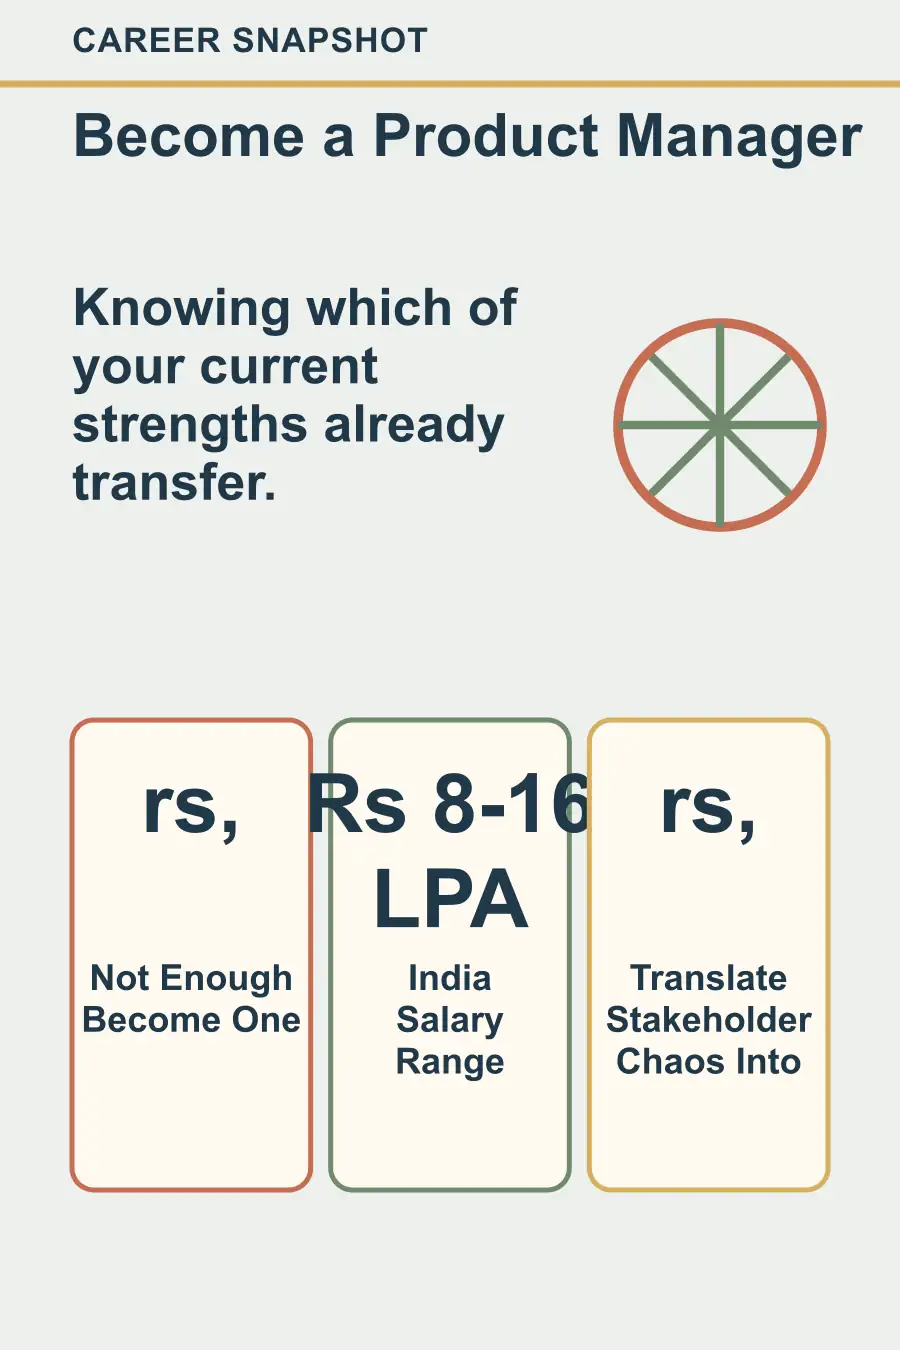 CAREER SNAPSHOT
Become a Product Manager
Knowing which of
your current
strengths already
transfer.
rs,
Not Enough
Become One
Rs 8-16
LPA
India
Salary
Range
rs,
Translate
Stakeholder
Chaos Into